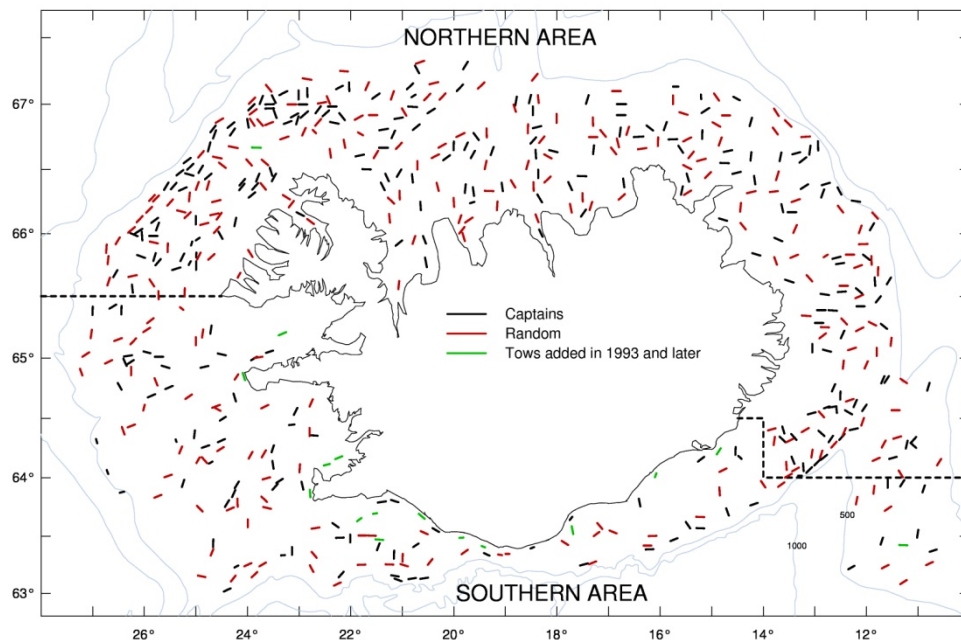 NORTHERN AREA
67°
66°
65°
64°
63°
Captains
Random
Tows added in 1993 and later
500
1000
SOUTHERN AREA
26° 24° 22° 20° 18° 16° 14° 12°